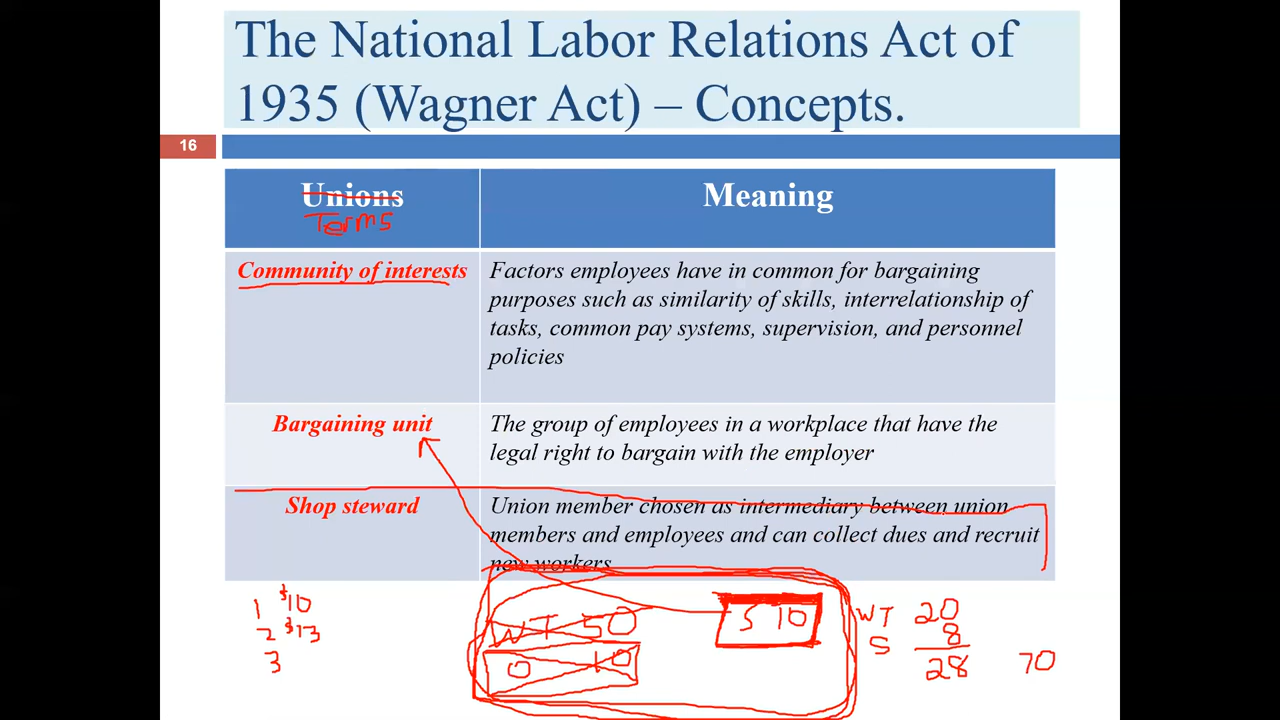 The National Labor Relations Act of
1935 (Wagner Act) – Concepts.
16
Unions
Terms
Meaning
Community of interests
Factors employees have in common for bargaining
purposes such as similarity of skills, interrelationship of
tasks, common pay systems, supervision, and personnel
policies
Bargaining unit
The group of employees in a workplace that have the
legal right to bargain with the employer
Shop steward
Union member chosen as intermediary between union
members and employees and can collect dues and recruit
new workers
1 $10
2 $13
3
WT 50
O 10
S 10
WT 20
S 8
28 70